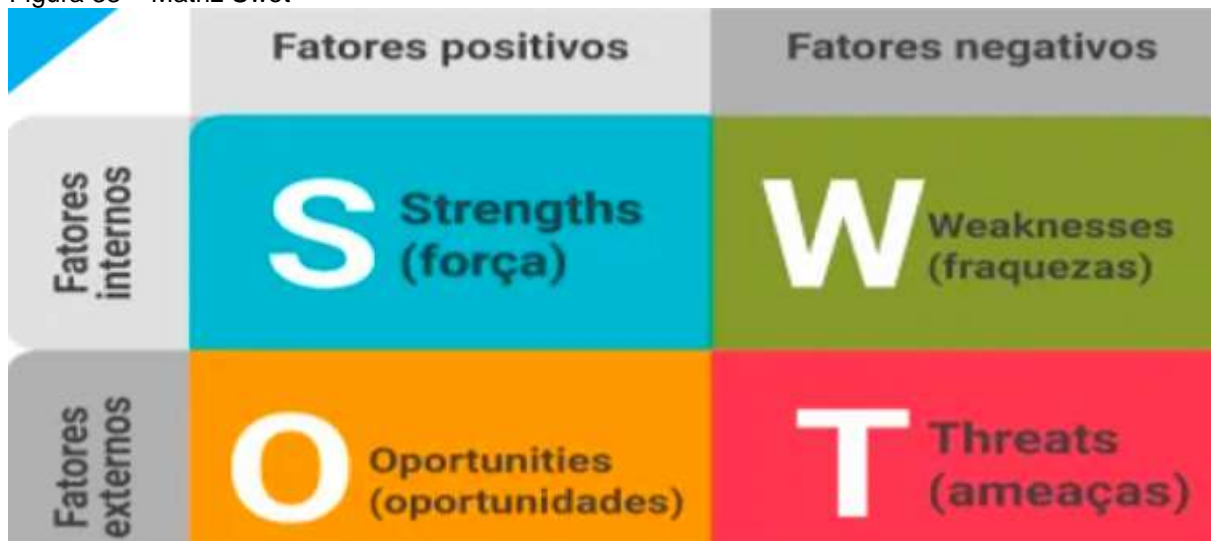 Fatores positivos
Fatores negativos
Fatores
internos
S
Strengths
(força)
W
Weaknesses
(fraquezas)
Fatores
externos
O
Oportunities
(oportunidades)
T
Threats
(ameaças)